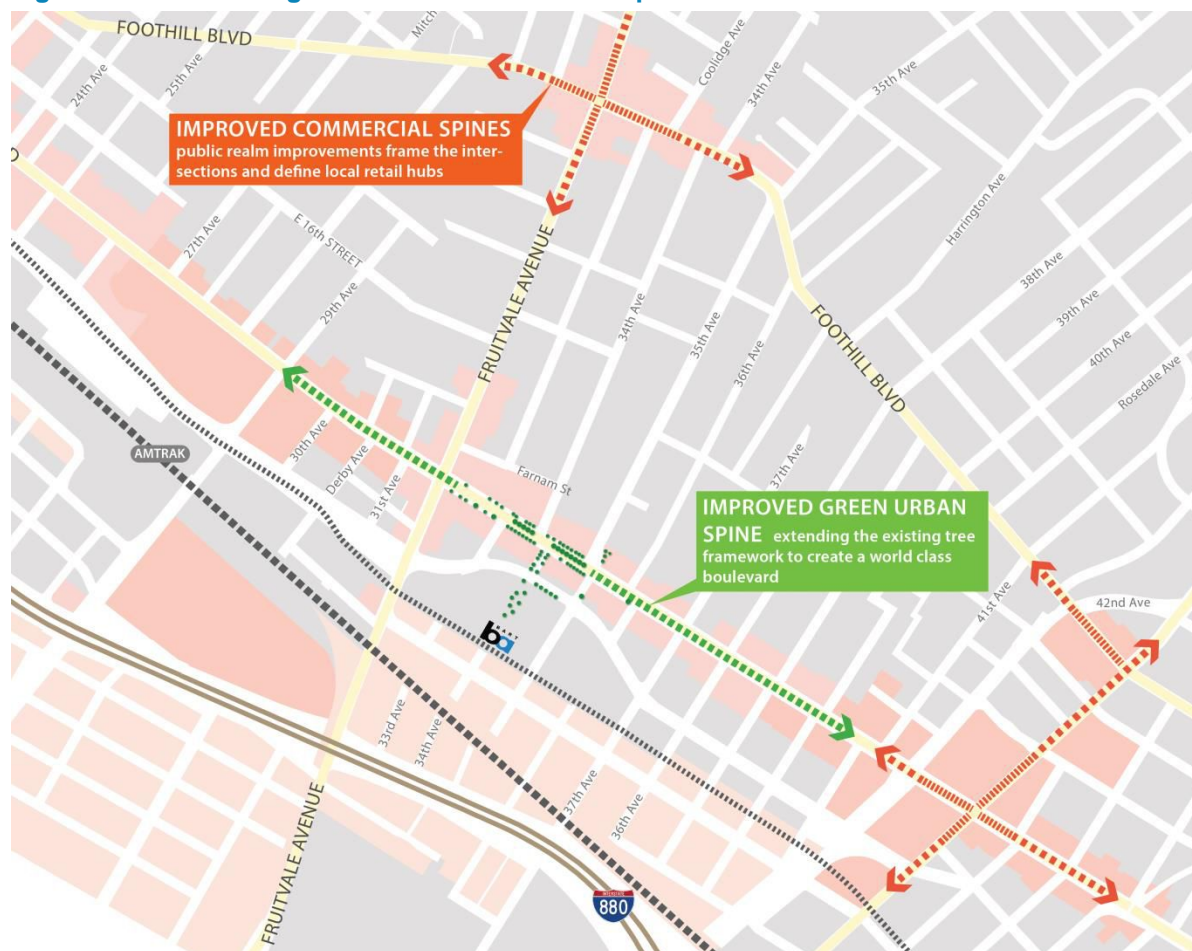 FOOTHILL BLVD
Mitch
24th Ave
25th Ave
Coolidge Ave
34th Ave
35th Ave
IMPROVED COMMERCIAL SPINES
public realm improvements frame the inter-
sections and define local retail hubs
Harrington Ave
27th Ave
E 16th STREET
29th Ave
FRUITVALE AVENUE
34th Ave
35th Ave
36th Ave
FOOTHILL BLVD
38th Ave
39th Ave
40th Ave
Rosedale Ave
AMTRAK
30th Ave
Derby Ave
31st Ave
Farnam St
37th Ave
IMPROVED GREEN URBAN
SPINE extending the existing tree
framework to create a world class
boulevard
41st Ave
42nd Ave
BART
ba
33rd Ave
34th Ave
37th Ave
36th Ave
FRUITVALE AVENUE
INTERSTATE
880